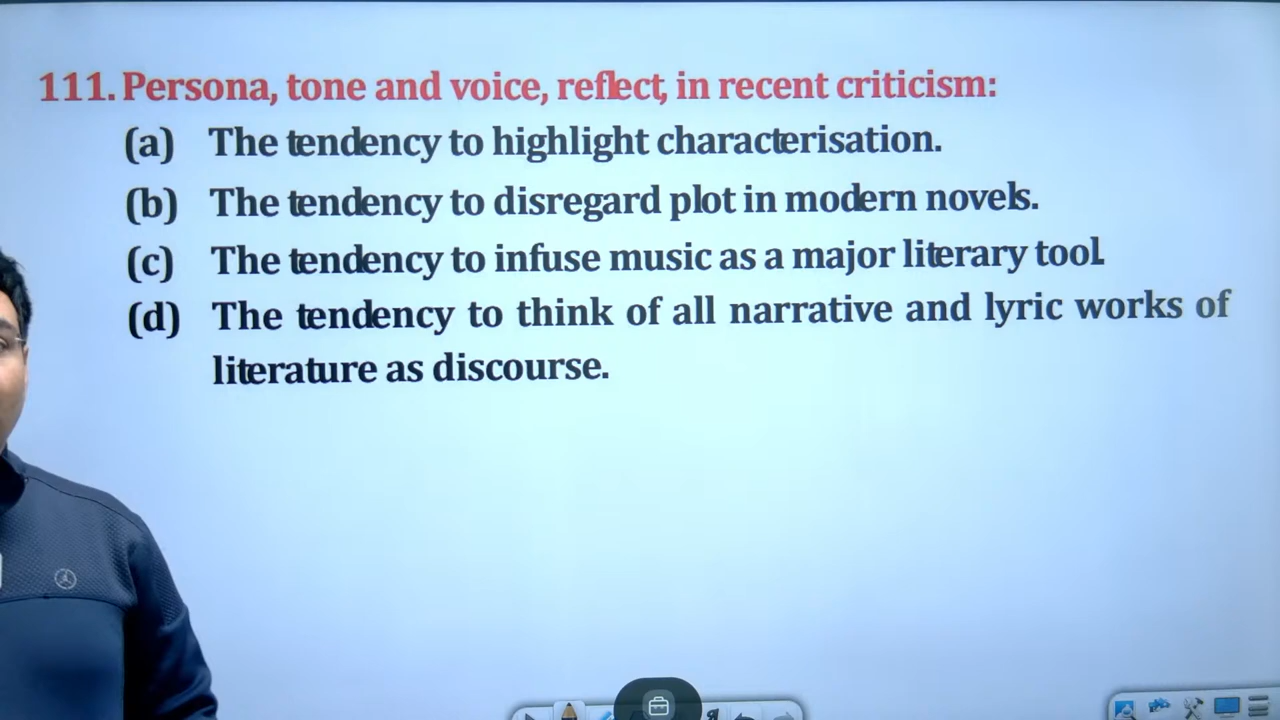 111. Persona, tone and voice, reflect, in recent criticism:
(a) The tendency to highlight characterisation.
(b) The tendency to disregard plot in modern novels.
(c) The tendency to infuse music as a major literary tool.
(d) The tendency to think of all narrative and lyric works of
literature as discourse.